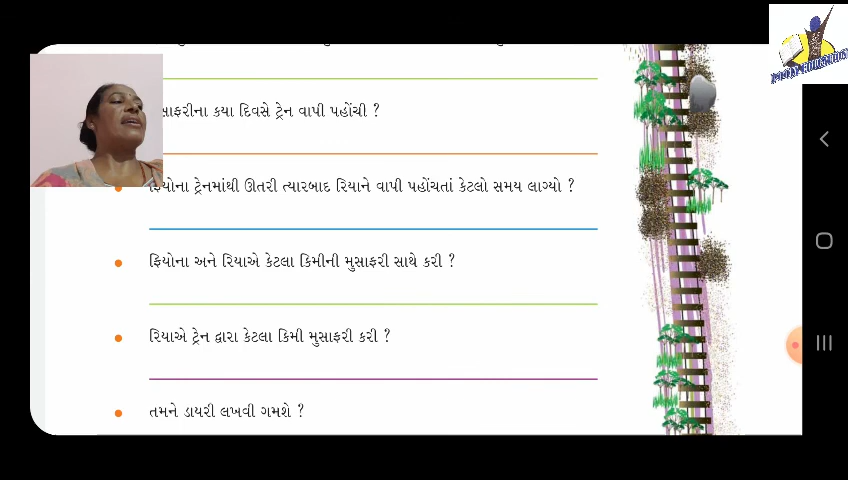 મુસાફરીના કયા દિવસે ટ્રેન વાપી પહોંચી ?
ફિયોના ટ્રેનમાંથી ઊતરી ત્યારબાદ રિયાને વાપી પહોંચતાં કેટલો સમય લાગ્યો ?
ફિયોના અને રિયાએ કેટલા કિમીની મુસાફરી સાથે કરી ?
રિયાએ ટ્રેન દ્વારા કેટલા કિમી મુસાફરી કરી ?
તમને ડાયરી લખવી ગમશે ?